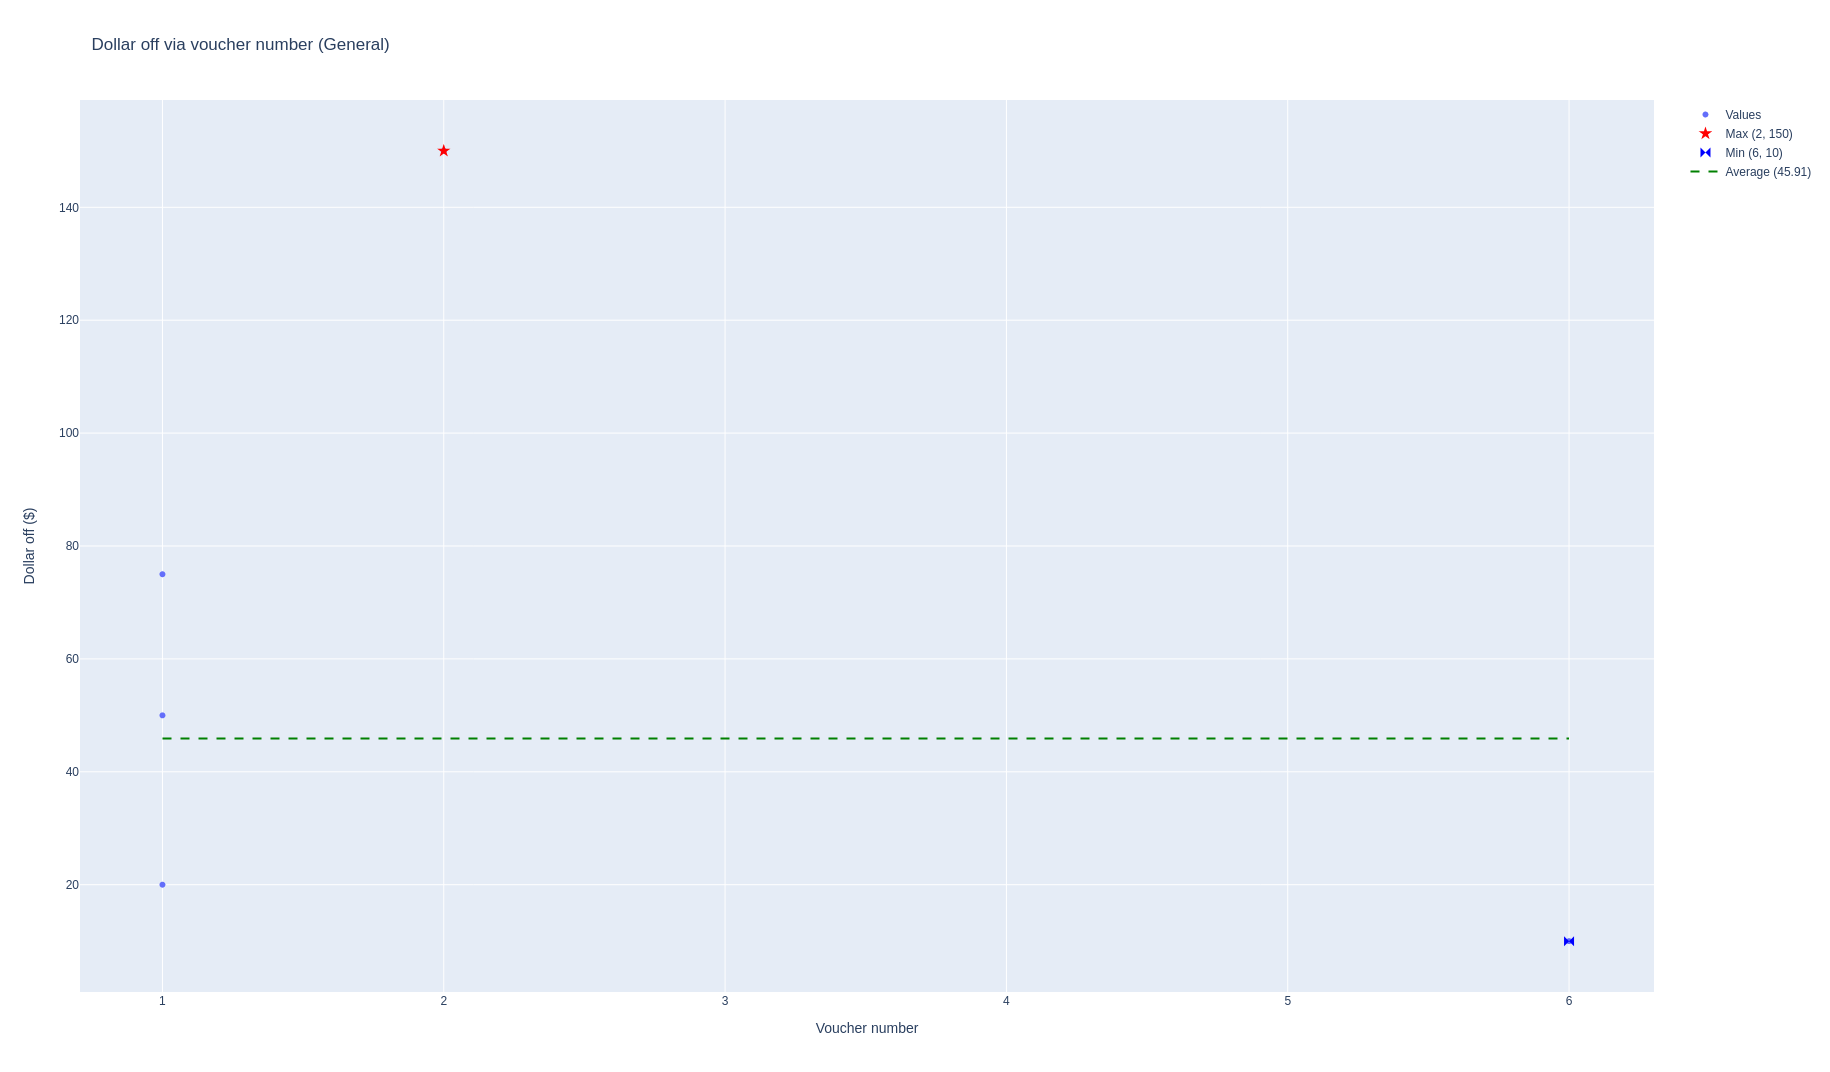 Dollar off via voucher number (General)
Values
Max (2, 150)
Min (6, 10)
Average (45.91)
140
120
100
80
60
40
20
Dollar off ($)
1
2
3
4
5
6
Voucher number